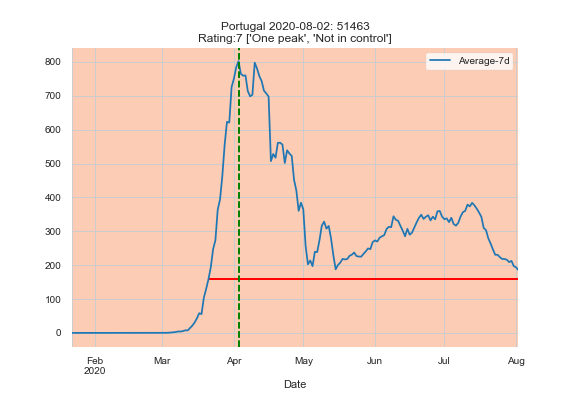 Portugal 2020-08-02: 51463
Rating:7 ['One peak', 'Not in control']
Average-7d
800
700
600
500
400
300
200
100
0
Feb Mar Apr May Jun Jul Aug
2020
Date